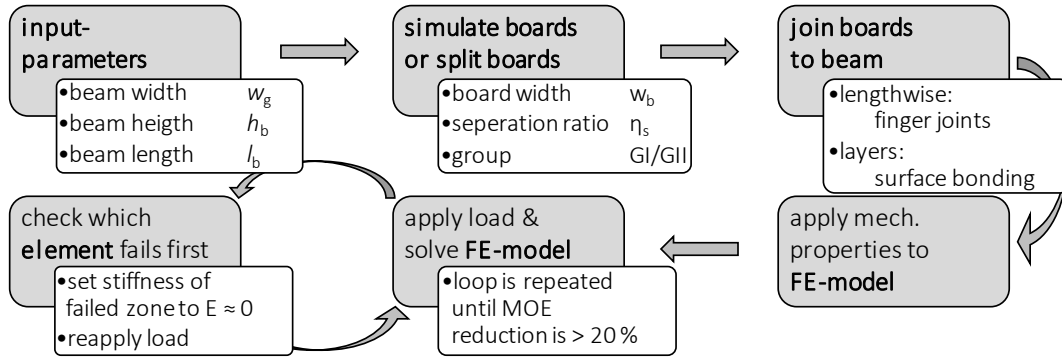 input-
parameters
•beam width w_g
•beam heigth h_b
•beam length l_b
simulate boards
or split boards
•board width w_b
•seperation ratio η_s
•group GI/GII
join boards
to beam
•lengthwise:
finger joints
•layers:
surface bonding
apply mech.
properties to
FE-model
apply load &
solve FE-model
•loop is repeated
until MOE
reduction is > 20 %
check which
element fails first
•set stiffness of
failed zone to E ≈ 0
•reapply load